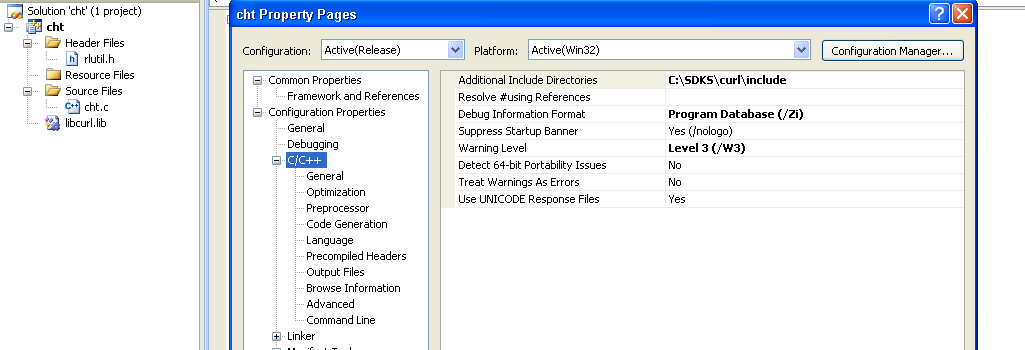 Solution 'cht' (1 project)
cht
Header Files
rlutil.h
Resource Files
Source Files
cht.c
libcurl.lib
cht Property Pages
Configuration: Active(Release) Platform: Active(Win32) Configuration Manager...
Common Properties
Framework and References
Configuration Properties
General
Debugging
C/C++
General
Optimization
Preprocessor
Code Generation
Language
Precompiled Headers
Output Files
Browse Information
Advanced
Command Line
Linker
Additional Include Directories C:\SDKS\curl\include
Resolve #using References
Debug Information Format Program Database (/Zi)
Suppress Startup Banner Yes (/nologo)
Warning Level Level 3 (/W3)
Detect 64-bit Portability Issues No
Treat Warnings As Errors No
Use UNICODE Response Files Yes